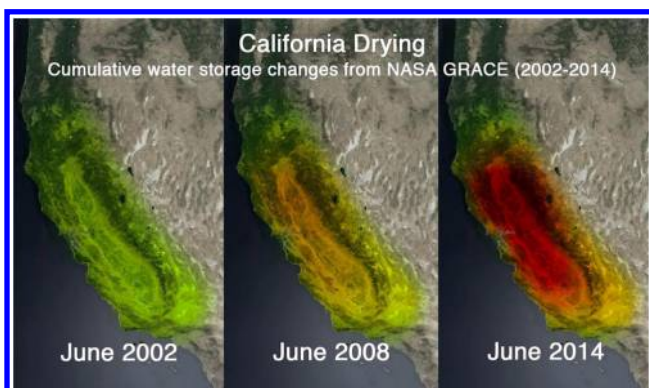 California Drying
Cumulative water storage changes from NASA GRACE (2002-2014)
June 2002
June 2008
June 2014